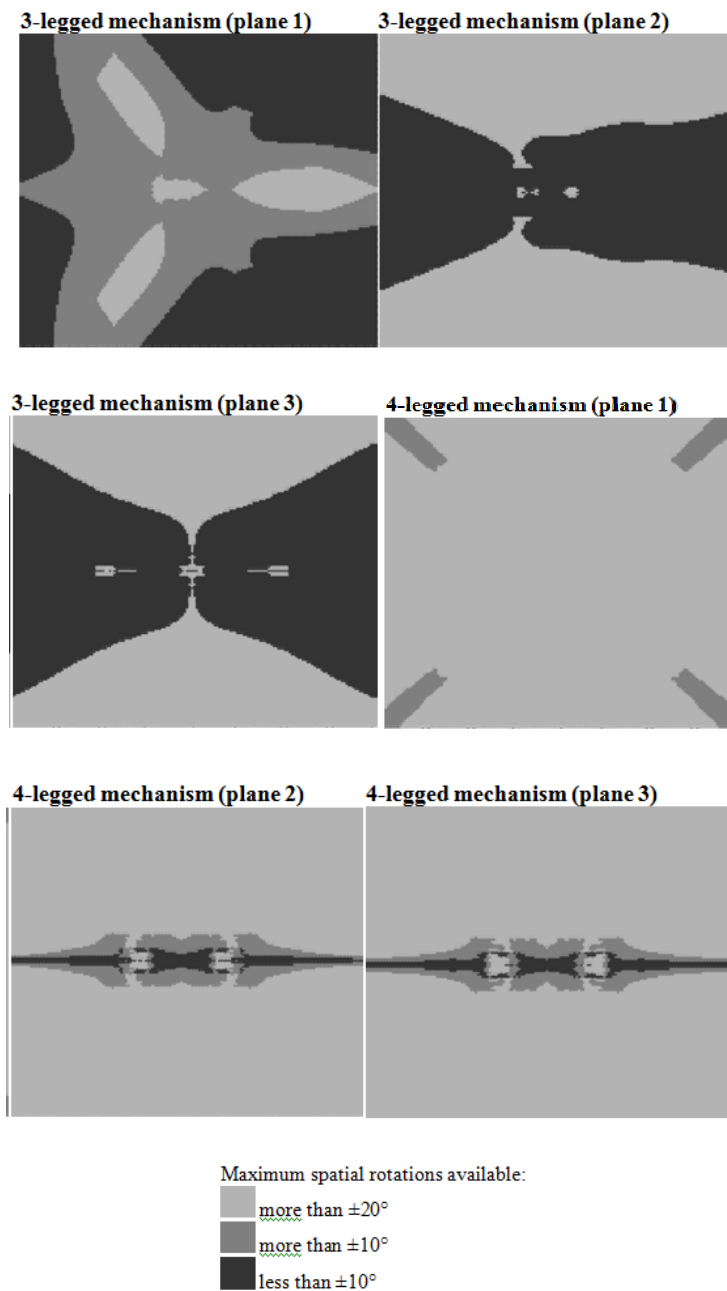 3-legged mechanism (plane 1)
3-legged mechanism (plane 2)
3-legged mechanism (plane 3)
4-legged mechanism (plane 1)
4-legged mechanism (plane 2)
4-legged mechanism (plane 3)
Maximum spatial rotations available:
more than ±20°
more than ±10°
less than ±10°